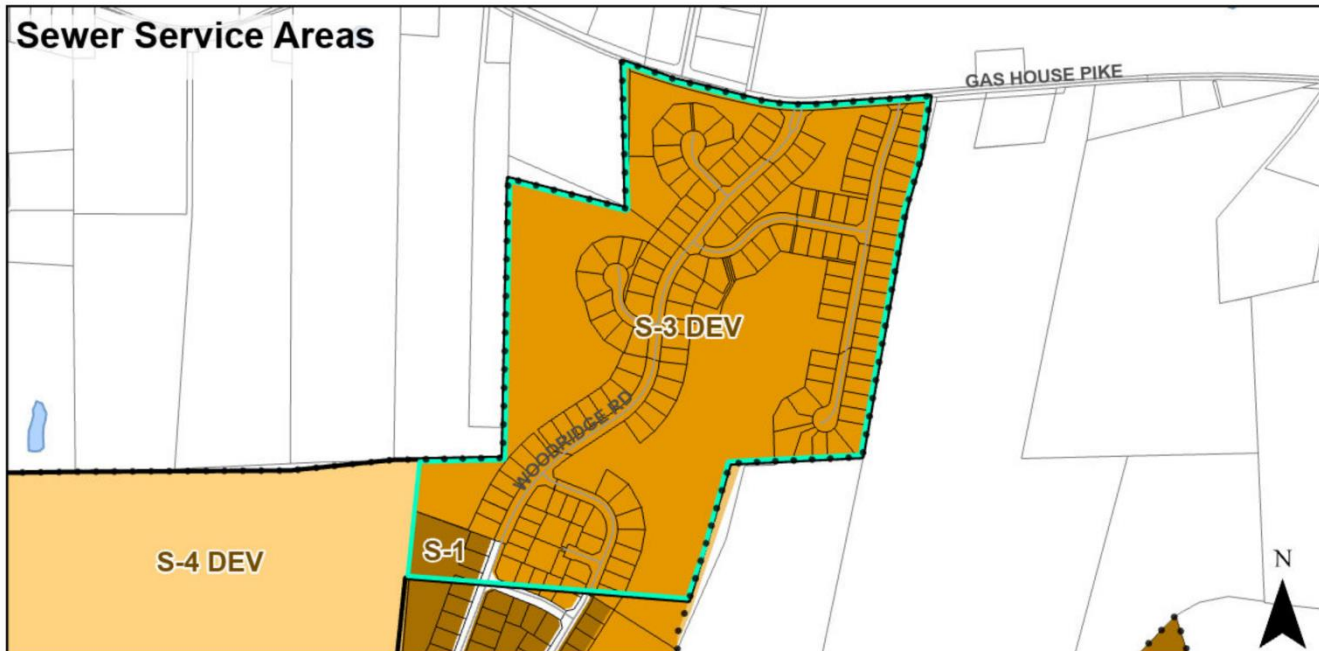 Sewer Service Areas
GAS HOUSE PIKE
S-3 DEV
WOODRIDGE RD
S-1
S-4 DEV
N